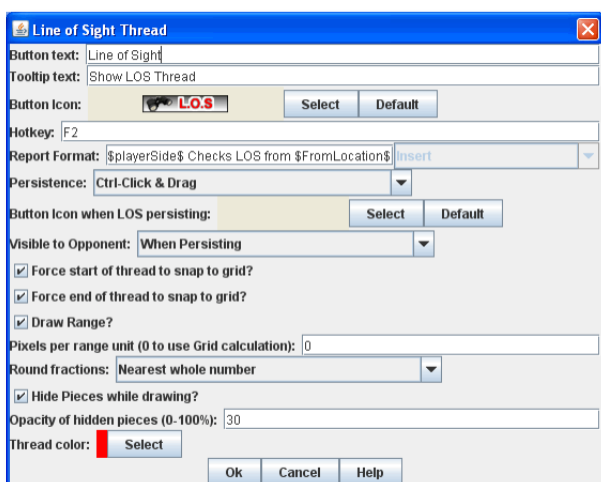 Line of Sight Thread
Button text: Line of Sight
Tooltip text: Show LOS Thread
Button Icon: L.O.S Select Default
Hotkey: F2
Report Format: $playerSide$ Checks LOS from $FromLocation$ Insert
Persistence: Ctrl-Click & Drag
Button Icon when LOS persisting: Select Default
Visible to Opponent: When Persisting
Force start of thread to snap to grid?
Force end of thread to snap to grid?
Draw Range?
Pixels per range unit (0 to use Grid calculation): 0
Round fractions: Nearest whole number
Hide Pieces while drawing?
Opacity of hidden pieces (0-100%): 30
Thread color: Select
Ok Cancel Help